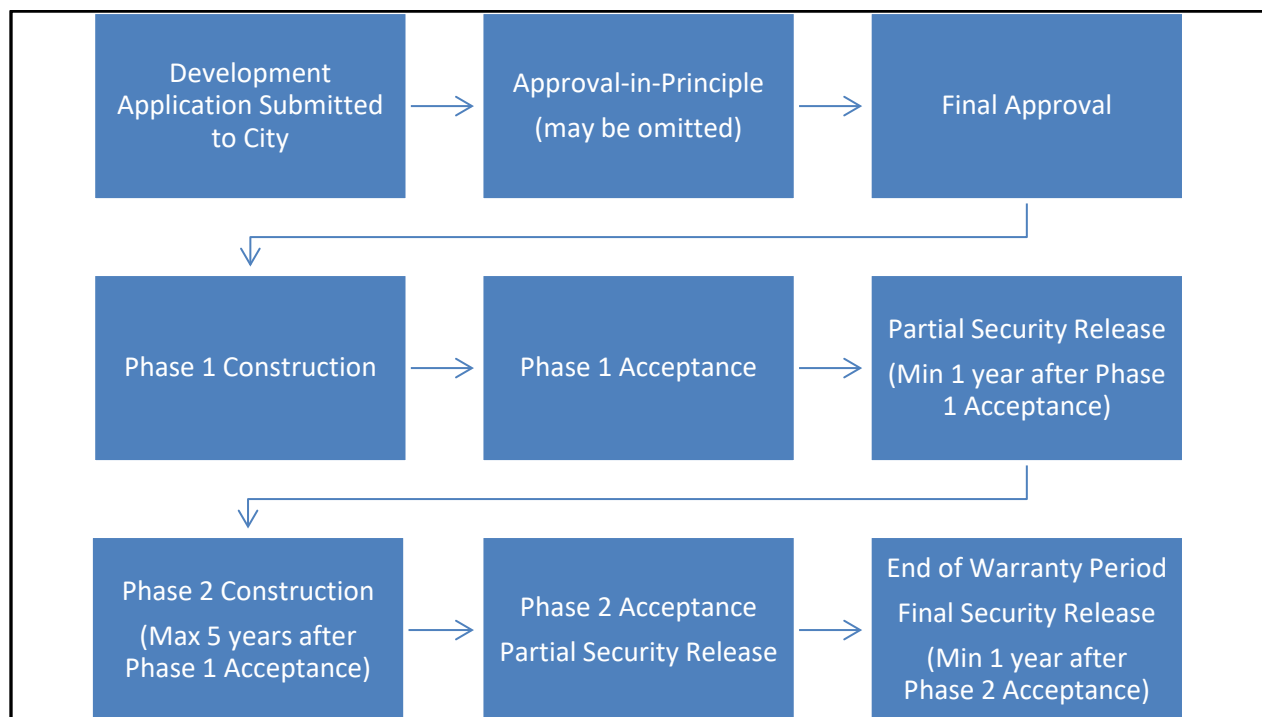 Development
Application Submitted
to City
Approval-in-Principle
(may be omitted)
Final Approval
Phase 1 Construction
Phase 1 Acceptance
Partial Security Release
(Min 1 year after Phase
1 Acceptance)
Phase 2 Construction
(Max 5 years after
Phase 1 Acceptance)
Phase 2 Acceptance
Partial Security Release
End of Warranty Period
Final Security Release
(Min 1 year after
Phase 2 Acceptance)